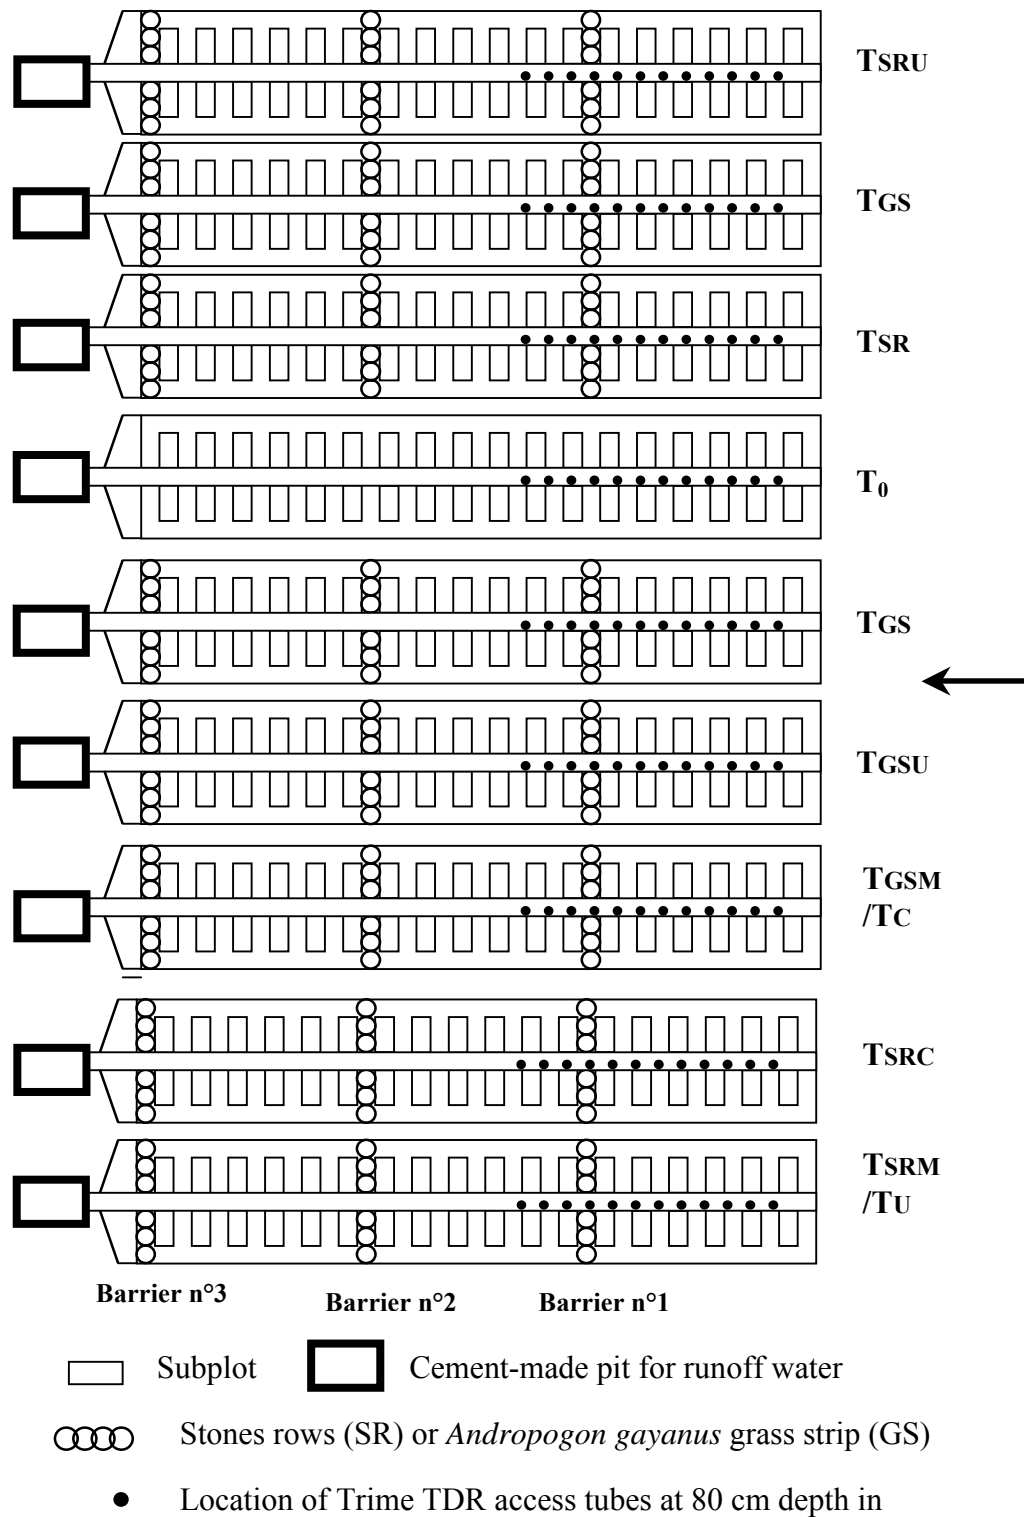 TSRU
TGS
TSR
T0
TGS
TGSU
TGSM
/TC
TSRC
TSRM
/TU
Barrier n°3
Barrier n°2
Barrier n°1
Subplot
Cement-made pit for runoff water
Stones rows (SR) or Andropogon gayanus grass strip (GS)
Location of Trime TDR access tubes at 80 cm depth in